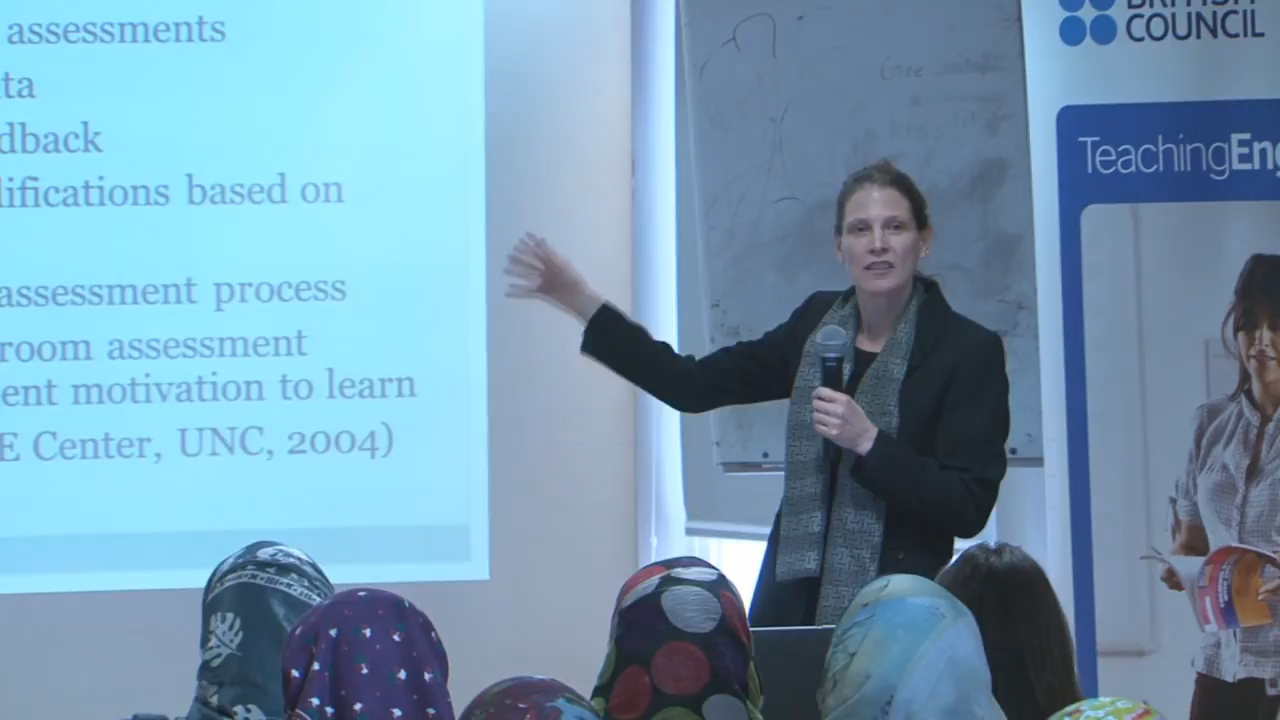 assessments
ta
dback
lifications based on
assessment process
room assessment
ent motivation to learn
E Center, UNC, 2004)
BRITISH
COUNCIL
TeachingEng